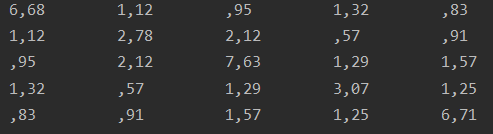 6,68 1,12 ,95 1,32 ,83
1,12 2,78 2,12 ,57 ,91
,95 2,12 7,63 1,29 1,57
1,32 ,57 1,29 3,07 1,25
,83 ,91 1,57 1,25 6,71